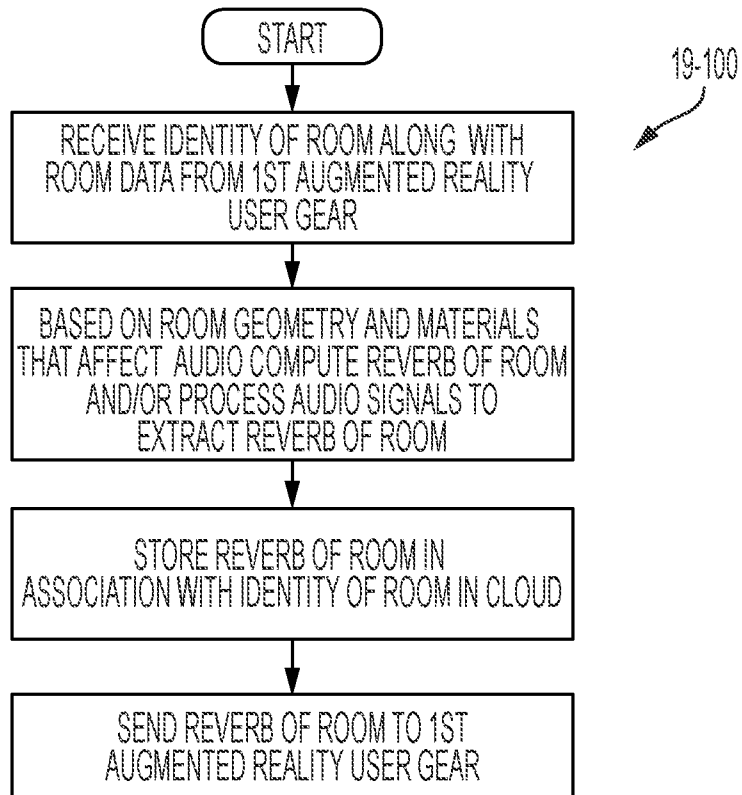 START
19-100
RECEIVE IDENTITY OF ROOM ALONG WITH
ROOM DATA FROM 1ST AUGMENTED REALITY
USER GEAR
BASED ON ROOM GEOMETRY AND MATERIALS
THAT AFFECT AUDIO COMPUTE REVERB OF ROOM
AND/OR PROCESS AUDIO SIGNALS TO
EXTRACT REVERB OF ROOM
STORE REVERB OF ROOM IN
ASSOCIATION WITH IDENTITY OF ROOM IN CLOUD
SEND REVERB OF ROOM TO 1ST
AUGMENTED REALITY USER GEAR